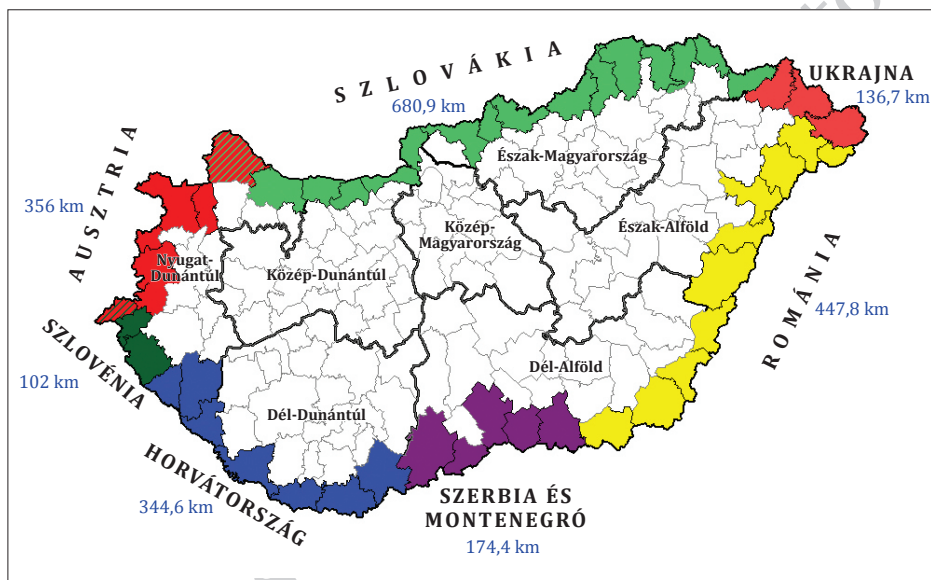 SZLOVÁKIA
680,9 km
UKRAJNA
136,7 km
AUSZTRIA
356 km
Észak-Magyarország
Közép-
Magyarország
Észak-Alföld
Nyugat-
Dunántúl
Közép-Dunántúl
ROMÁNIA
447,8 km
SZLOVÉNIA
102 km
Dél-Alföld
Dél-Dunántúl
HORVÁTORSZÁG
344,6 km
SZERBIA ÉS
MONTENEGRÓ
174,4 km